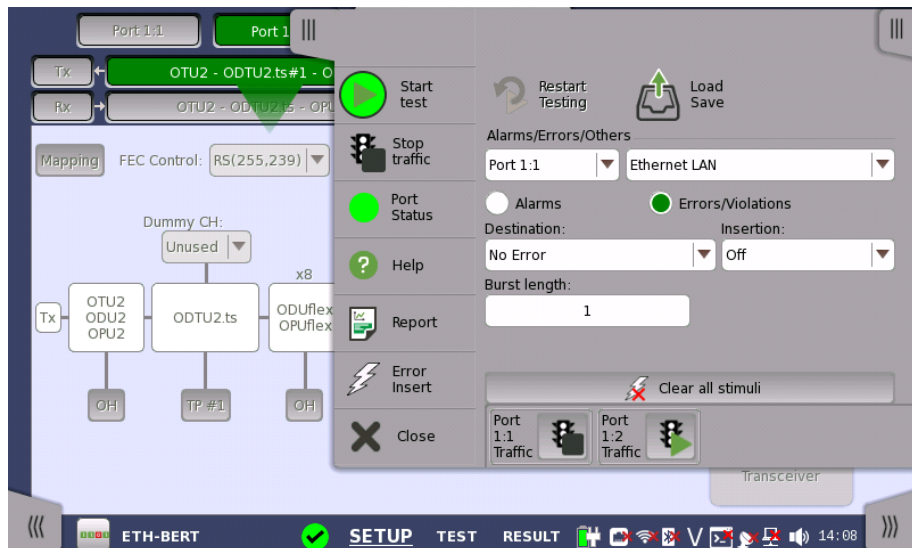 Port 1:1
Port 1
Tx
OTU2 - ODTU2.ts#1 - O
Rx
OTU2 - ODTU2.ts - OPU
Mapping
FEC Control:
RS(255,239)
Dummy CH:
Unused
x8
Tx
OTU2
ODU2
OPU2
ODTU2.ts
ODUflex
OPUflex
OH
TP #1
OH
Start
test
Stop
traffic
Port
Status
Help
Report
Error
Insert
Close
Restart
Testing
Load
Save
Alarms/Errors/Others
Port 1:1
Ethernet LAN
Alarms
Errors/Violations
Destination:
Insertion:
No Error
Off
Burst length:
1
Clear all stimuli
Port
1:1
Traffic
Port
1:2
Traffic
Transceiver
ETH-BERT
SETUP
TEST
RESULT
V
14:08